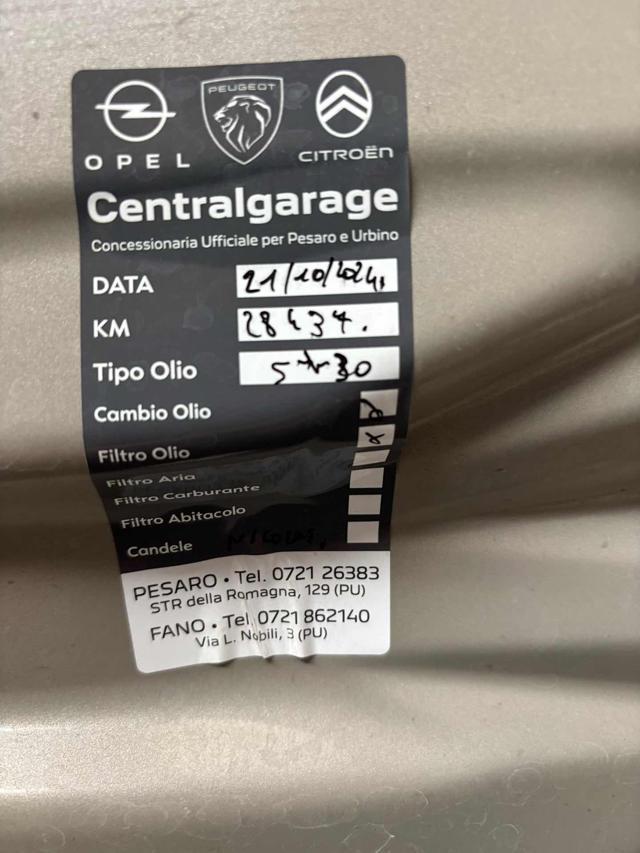 OPEL PEUGEOT CITROËN
Centralgarage
Concessionaria Ufficiale per Pesaro e Urbino
DATA 21/10/2024
KM 28434.
Tipo Olio 5W30
Cambio Olio
Filtro Olio
Filtro Aria
Filtro Carburante
Filtro Abitacolo
Candele
PESARO • Tel. 0721 26383
STR della Romagna, 129 (PU)
FANO • Tel. 0721 862140
Via L. Nobili, 3 (PU)